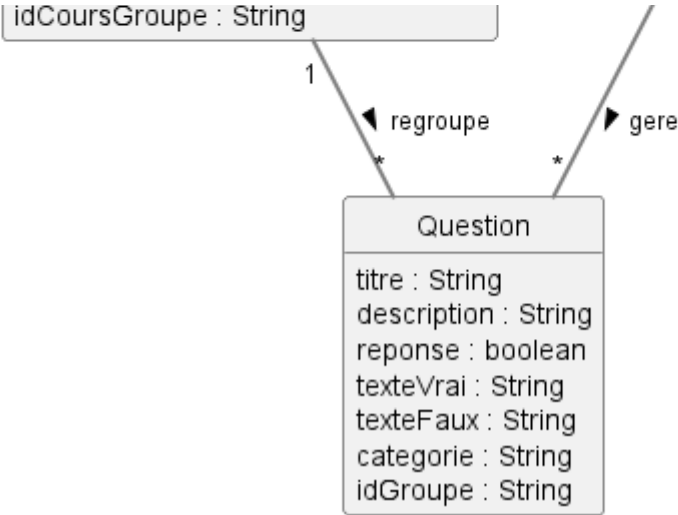 idCoursGroupe : String
1
regroupe
gere
*
*
Question
titre : String
description : String
reponse : boolean
texteVrai : String
texteFaux : String
categorie : String
idGroupe : String